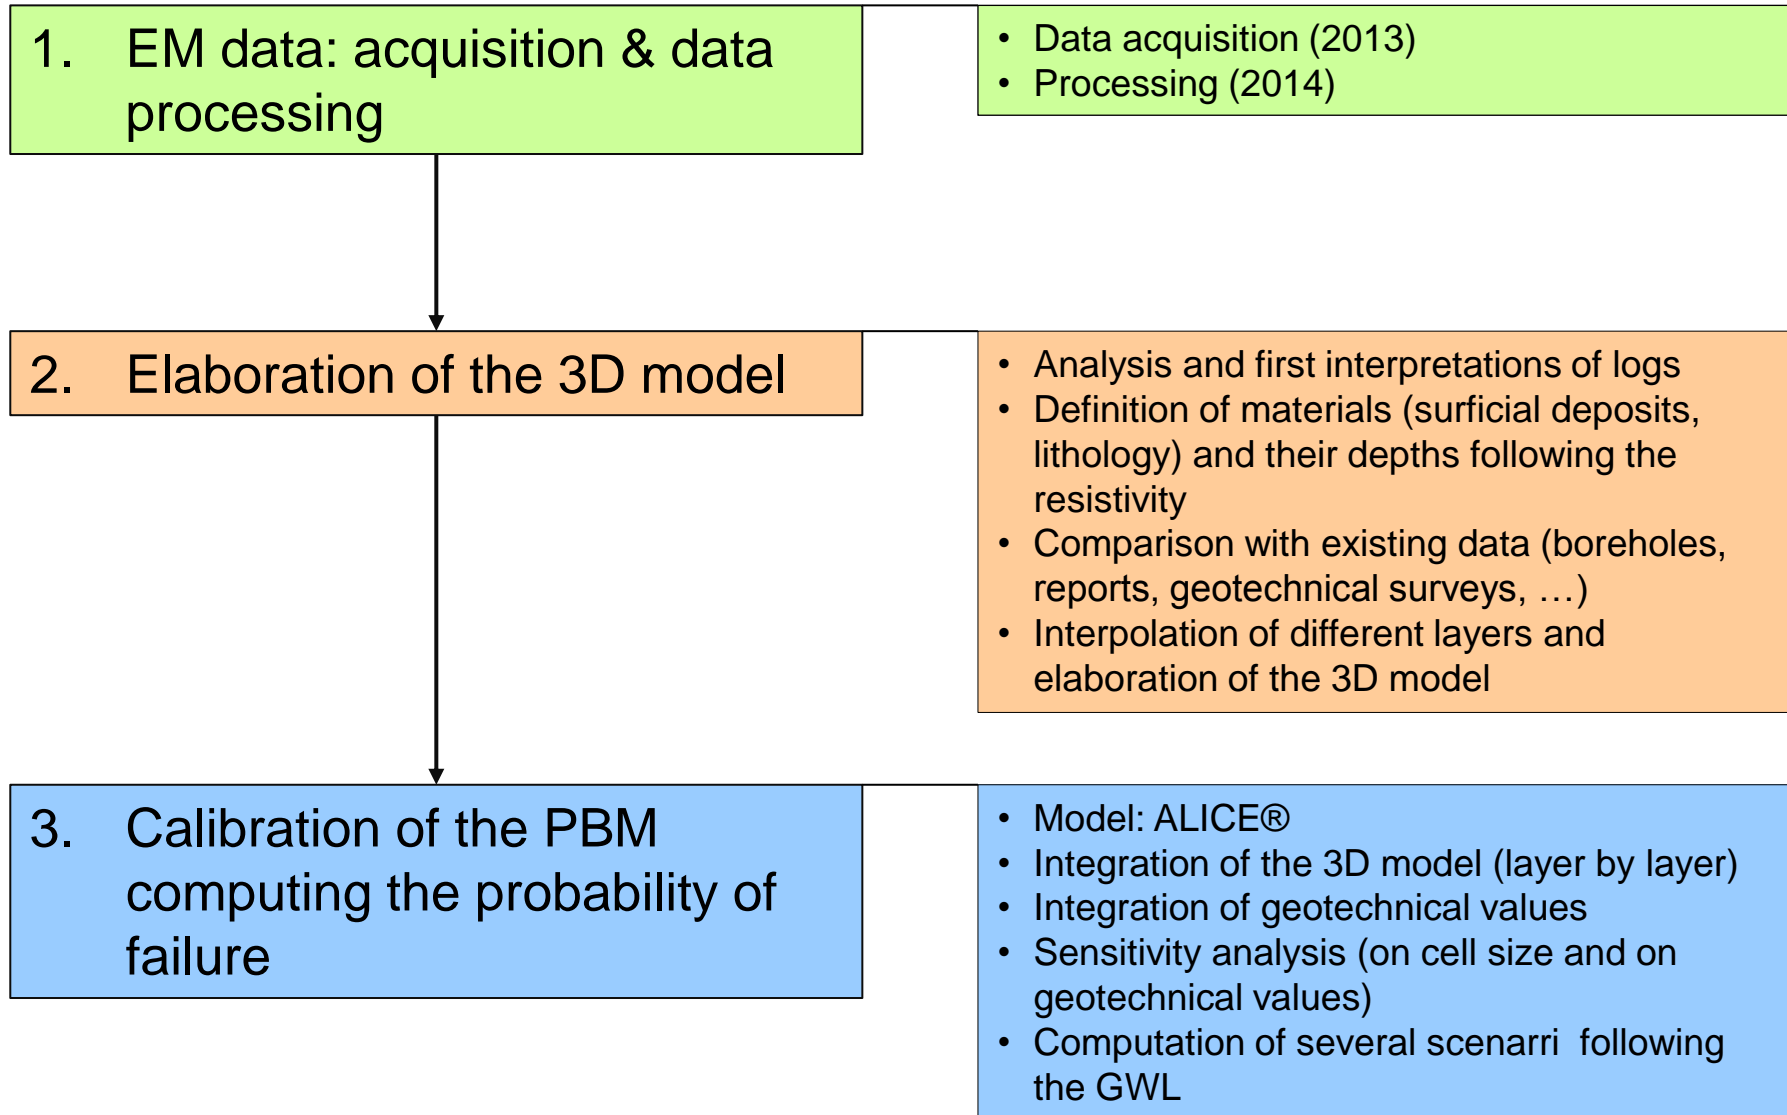 1. EM data: acquisition & data
processing
• Data acquisition (2013)
• Processing (2014)
2. Elaboration of the 3D model
• Analysis and first interpretations of logs
• Definition of materials (surficial deposits,
lithology) and their depths following the
resistivity
• Comparison with existing data (boreholes,
reports, geotechnical surveys, …)
• Interpolation of different layers and
elaboration of the 3D model
3. Calibration of the PBM
computing the probability of
failure
• Model: ALICE®
• Integration of the 3D model (layer by layer)
• Integration of geotechnical values
• Sensitivity analysis (on cell size and on
geotechnical values)
• Computation of several scenarri following
the GWL